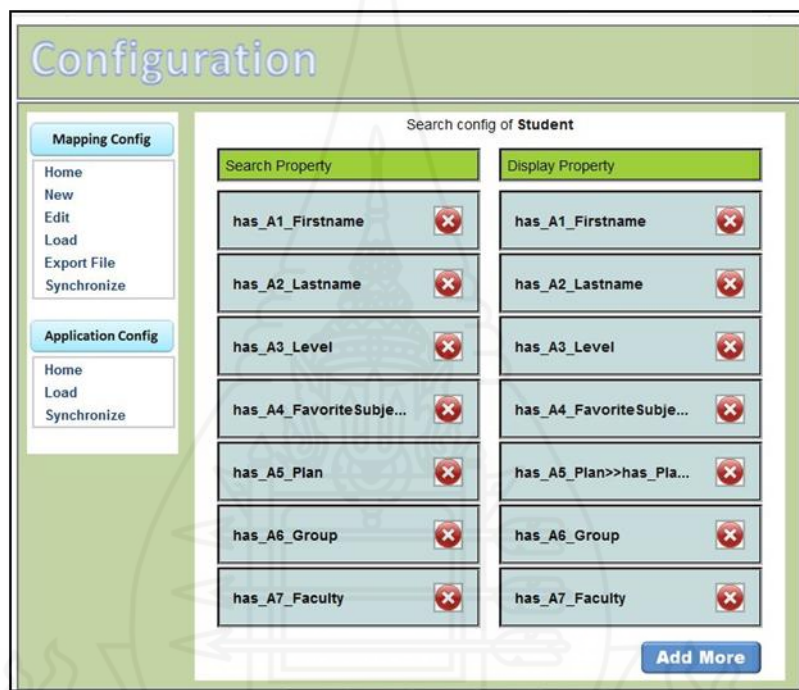 Configuration
Mapping Config
Home
New
Edit
Load
Export File
Synchronize
Application Config
Home
Load
Synchronize
Search config of Student
Search Property
Display Property
has_A1_Firstname
has_A1_Firstname
has_A2_Lastname
has_A2_Lastname
has_A3_Level
has_A3_Level
has_A4_FavoriteSubje...
has_A4_FavoriteSubje...
has_A5_Plan
has_A5_Plan>>has_Pla...
has_A6_Group
has_A6_Group
has_A7_Faculty
has_A7_Faculty
Add More